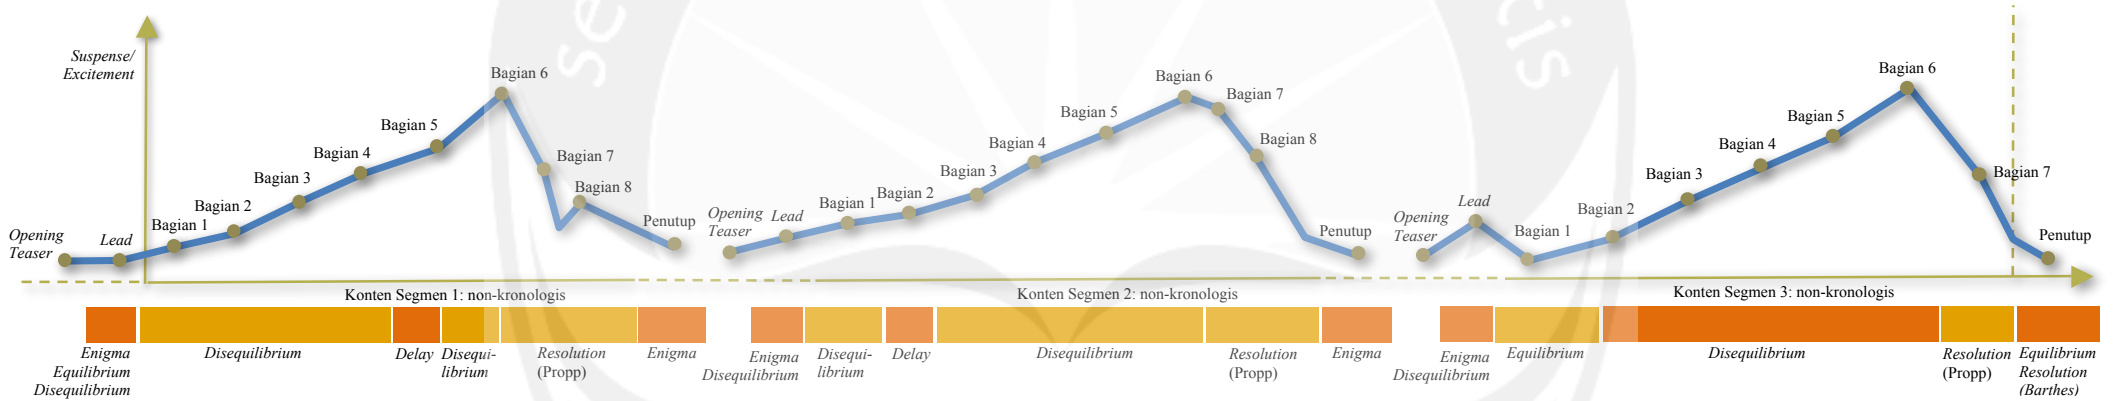 Suspense/
Excitement
Opening
Teaser
Lead
Bagian 1
Bagian 2
Bagian 3
Bagian 4
Bagian 5
Bagian 6
Bagian 7
Bagian 8
Penutup
Opening
Teaser
Lead
Bagian 1
Bagian 2
Bagian 3
Bagian 4
Bagian 5
Bagian 6
Bagian 7
Bagian 8
Penutup
Opening
Teaser
Lead
Bagian 1
Bagian 2
Bagian 3
Bagian 4
Bagian 5
Bagian 6
Bagian 7
Penutup
Konten Segmen 1: non-kronologis
Konten Segmen 2: non-kronologis
Konten Segmen 3: non-kronologis
Enigma
Equilibrium
Disequilibrium
Disequilibrium
Delay
Disequi-
librium
Resolution
(Propp)
Enigma
Enigma
Disequilibrium
Disequi-
librium
Delay
Disequilibrium
Resolution
(Propp)
Enigma
Enigma
Disequilibrium
Equilibrium
Disequilibrium
Resolution
(Propp)
Equilibrium
Resolution
(Barthes)